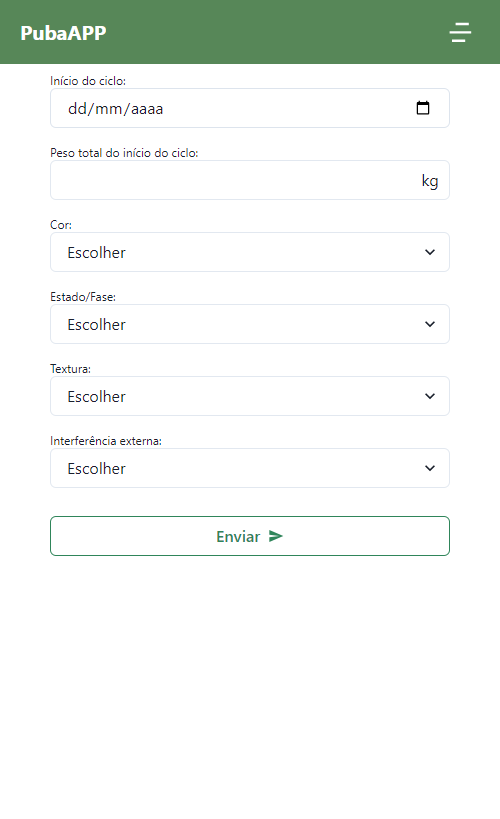 PubaAPP
Início do ciclo:
dd/mm/aaaa
Peso total do início do ciclo:
kg
Cor:
Escolher
Estado/Fase:
Escolher
Textura:
Escolher
Interferência externa:
Escolher
Enviar